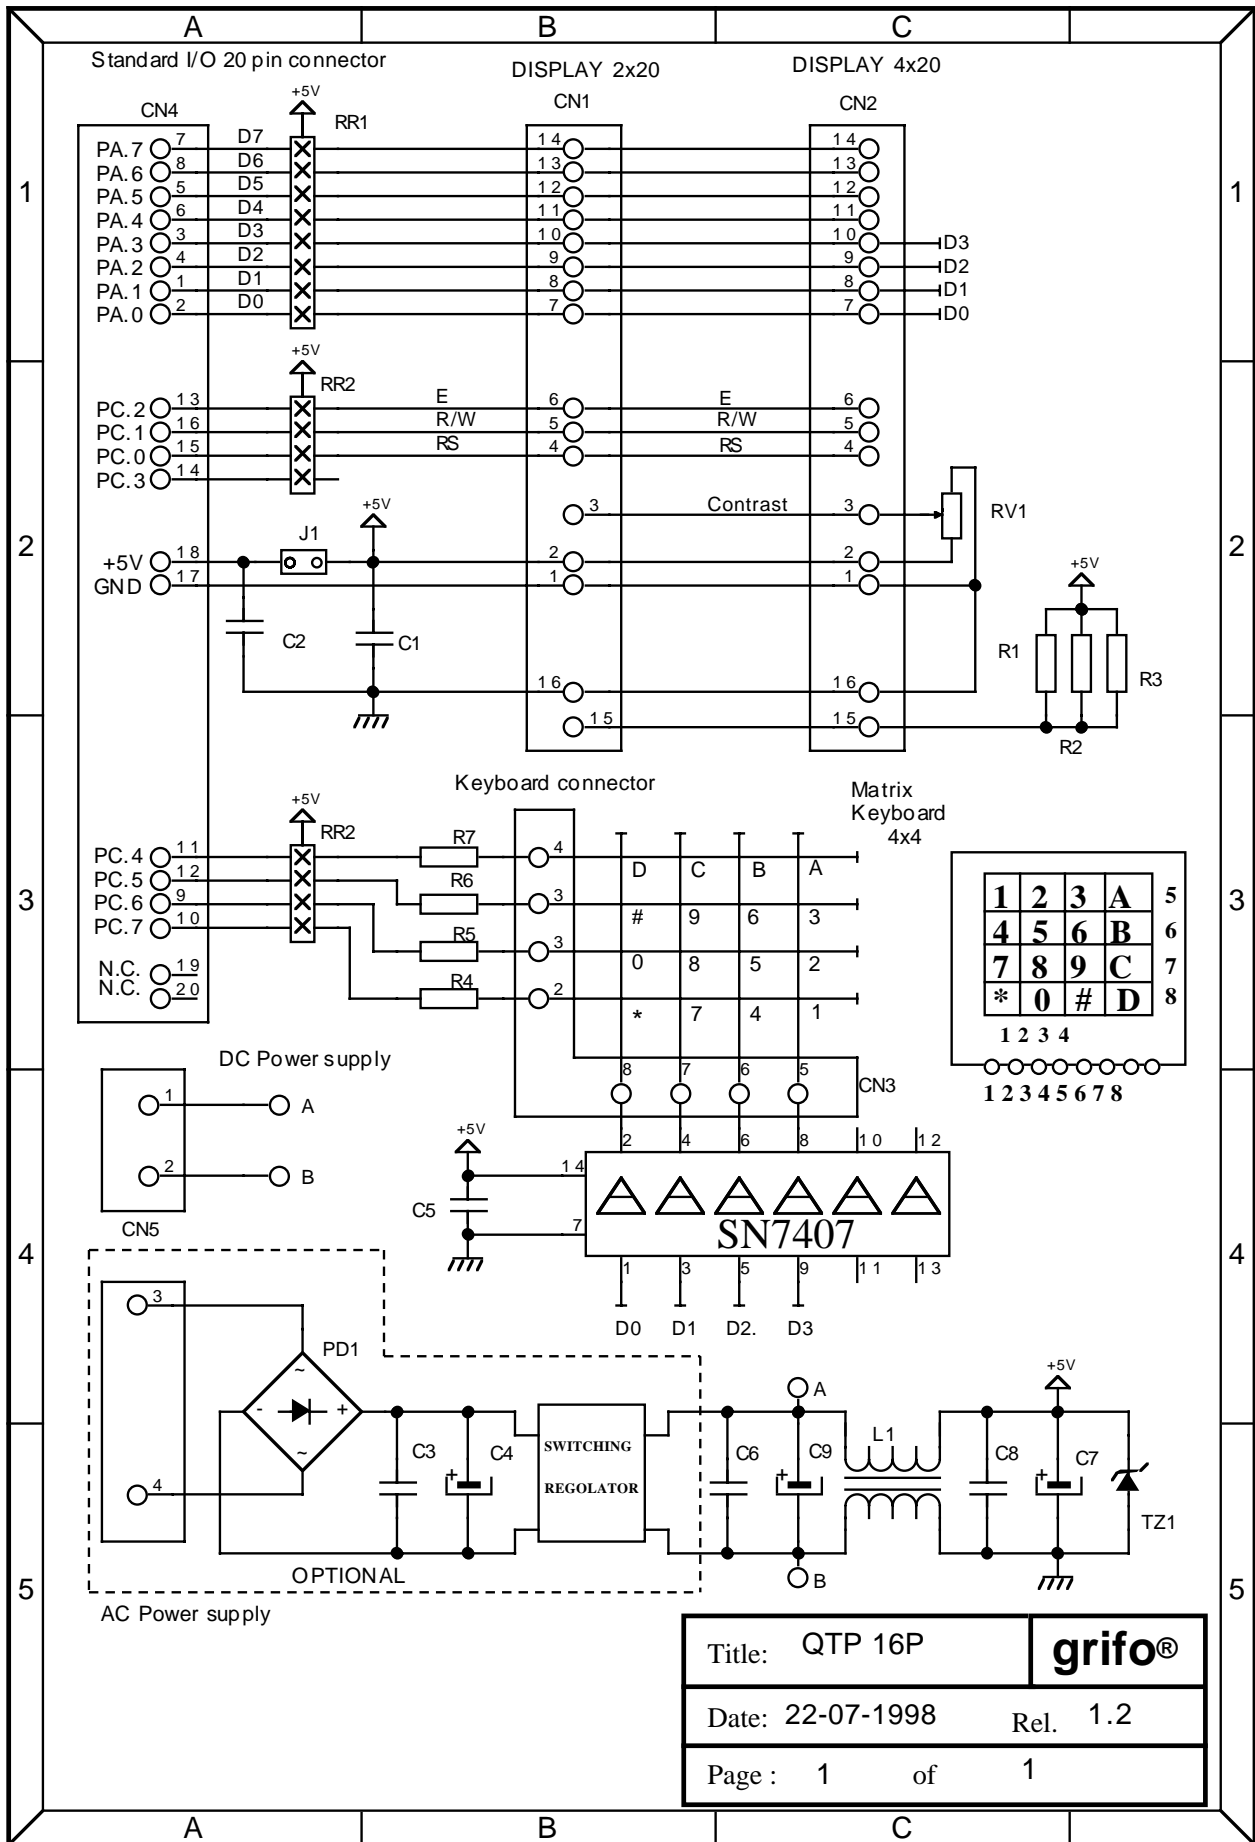 A B C
Standard I/O 20 pin connector
DISPLAY 2x20
DISPLAY 4x20
+5V
CN4
RR1
CN1
CN2
PA.7 7 D7 14 14
PA.6 8 D6 13 13
PA.5 5 D5 12 12
PA.4 6 D4 11 11
PA.3 3 D3 10 10 D3
PA.2 4 D2 9 9 D2
PA.1 1 D1 8 8 D1
PA.0 2 D0 7 7 D0
1 1
+5V
RR2
PC.2 13 E 6 E 6
PC.1 16 R/W 5 R/W 5
PC.0 15 RS 4 RS 4
PC.3 14
3 Contrast 3 RV1
+5V
J1
2 2
+5V 18 2 2
GND 17 1 1
+5V
C2 C1
R1 R3
16 16
15 15
R2
Keyboard connector
Matrix
Keyboard
4x4
+5V
RR2
PC.4 11 R7 4
D C B A
PC.5 12 R6 3
# 9 6 3
PC.6 9 R5 3
0 8 5 2
PC.7 10 R4 2
* 7 4 1
N.C. 19
N.C. 20
3 3
1 2 3 A 5
4 5 6 B 6
7 8 9 C 7
* 0 # D 8
1 2 3 4
1 2 3 4 5 6 7 8
DC Power supply
8 7 6 5
CN3
1 A
2 B
CN5
+5V
C5
2 4 6 8 10 12
14
7
SN7407
1 3 5 9 11 13
D0 D1 D2. D3
4 4
3
PD1
~
- +
~
4
C3 C4
+
SWITCHING
REGOLATOR
OPTIONAL
AC Power supply
A
+5V
C6 C9 L1 C8 C7
+ +
TZ1
B
5 5
Title: QTP 16P grifo®
Date: 22-07-1998 Rel. 1.2
Page : 1 of 1
A B C